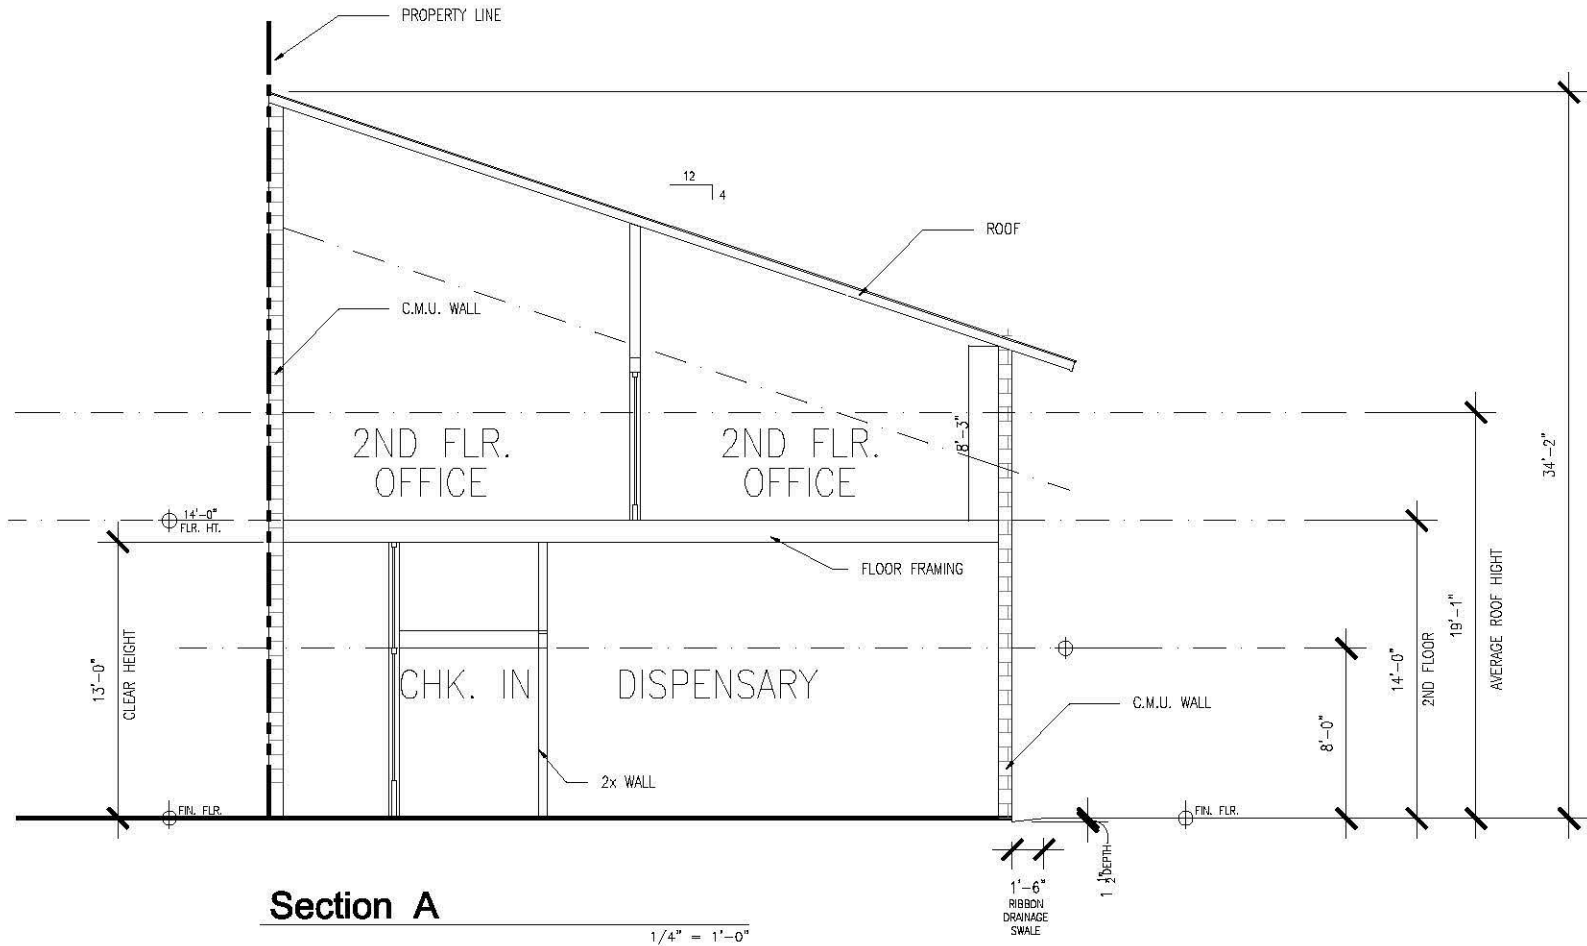 PROPERTY LINE
12
4
ROOF
C.M.U. WALL
34'-2"
8'-3"
2ND FLR.
OFFICE
2ND FLR.
OFFICE
14'-0"
FLR. HT.
FLOOR FRAMING
13'-0"
CLEAR HEIGHT
CHK. IN
DISPENSARY
C.M.U. WALL
2x WALL
8'-0"
14'-0"
2ND FLOOR
19'-1"
AVERAGE ROOF HIGHT
FIN. FLR.
FIN. FLR.
1 1/2" DEPTH
1'-6"
RIBBON
DRAINAGE
SWALE
Section A
1/4" = 1'-0"